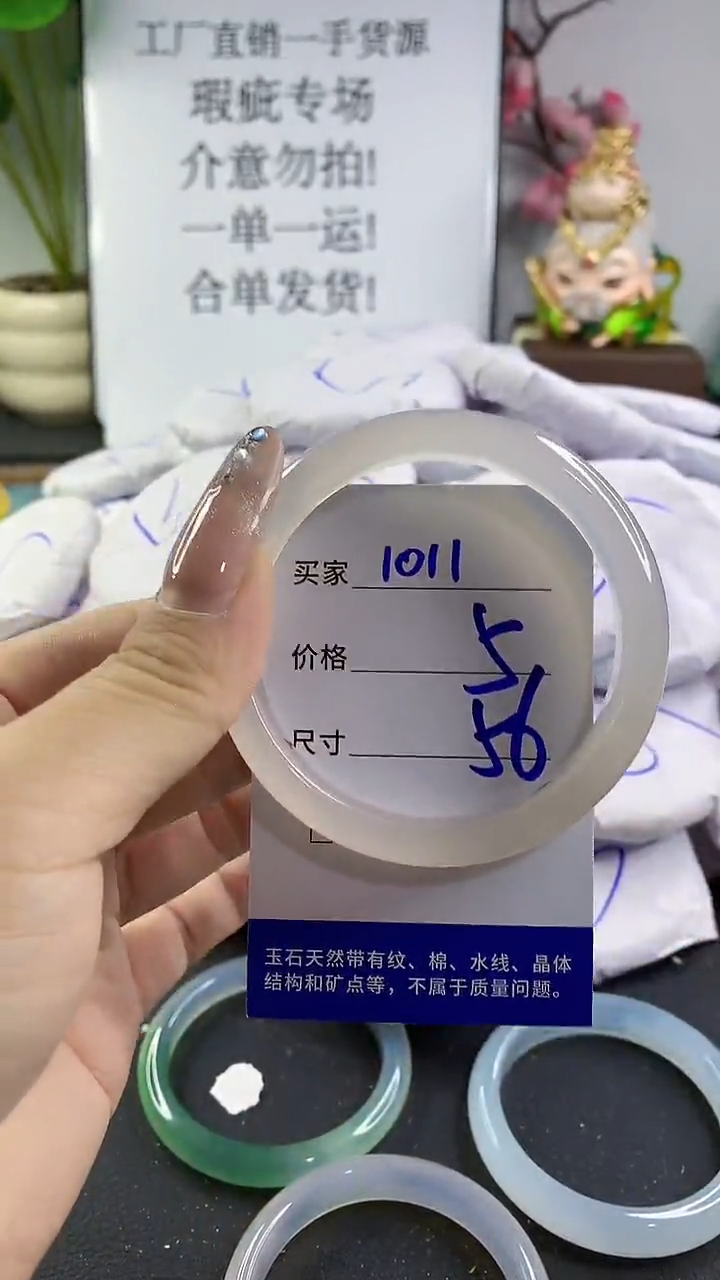 工厂直销一手货源
瑕疵专场
介意勿拍!
一单一运!
合单发货!
买家 1011
价格 5
尺寸 56
玉石天然带有纹、棉、水线、晶体
结构和矿点等，不属于质量问题。